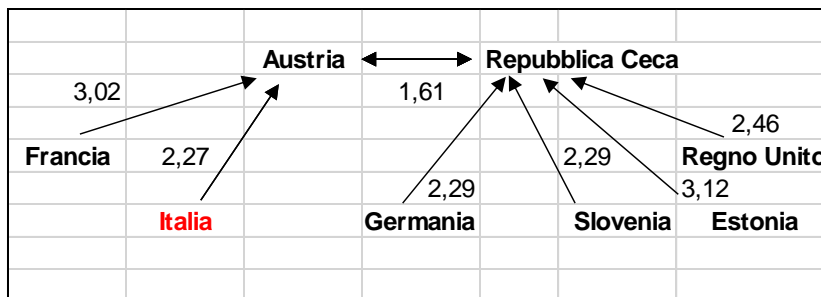 Austria Repubblica Ceca
3,02 1,61
2,46
Francia 2,27 2,29 Regno Unito
2,29 3,12
Italia Germania Slovenia Estonia